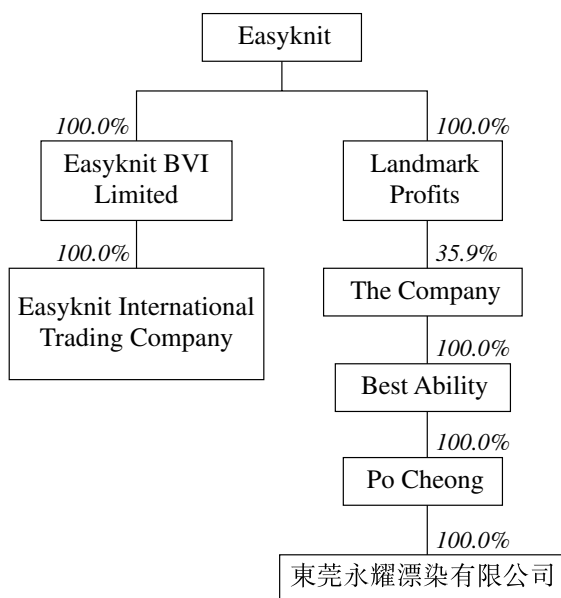 Easyknit
100.0%
100.0%
Easyknit BVI
Limited
Landmark
Profits
100.0%
35.9%
Easyknit International
Trading Company
The Company
100.0%
Best Ability
100.0%
Po Cheong
100.0%
東莞永耀漂染有限公司